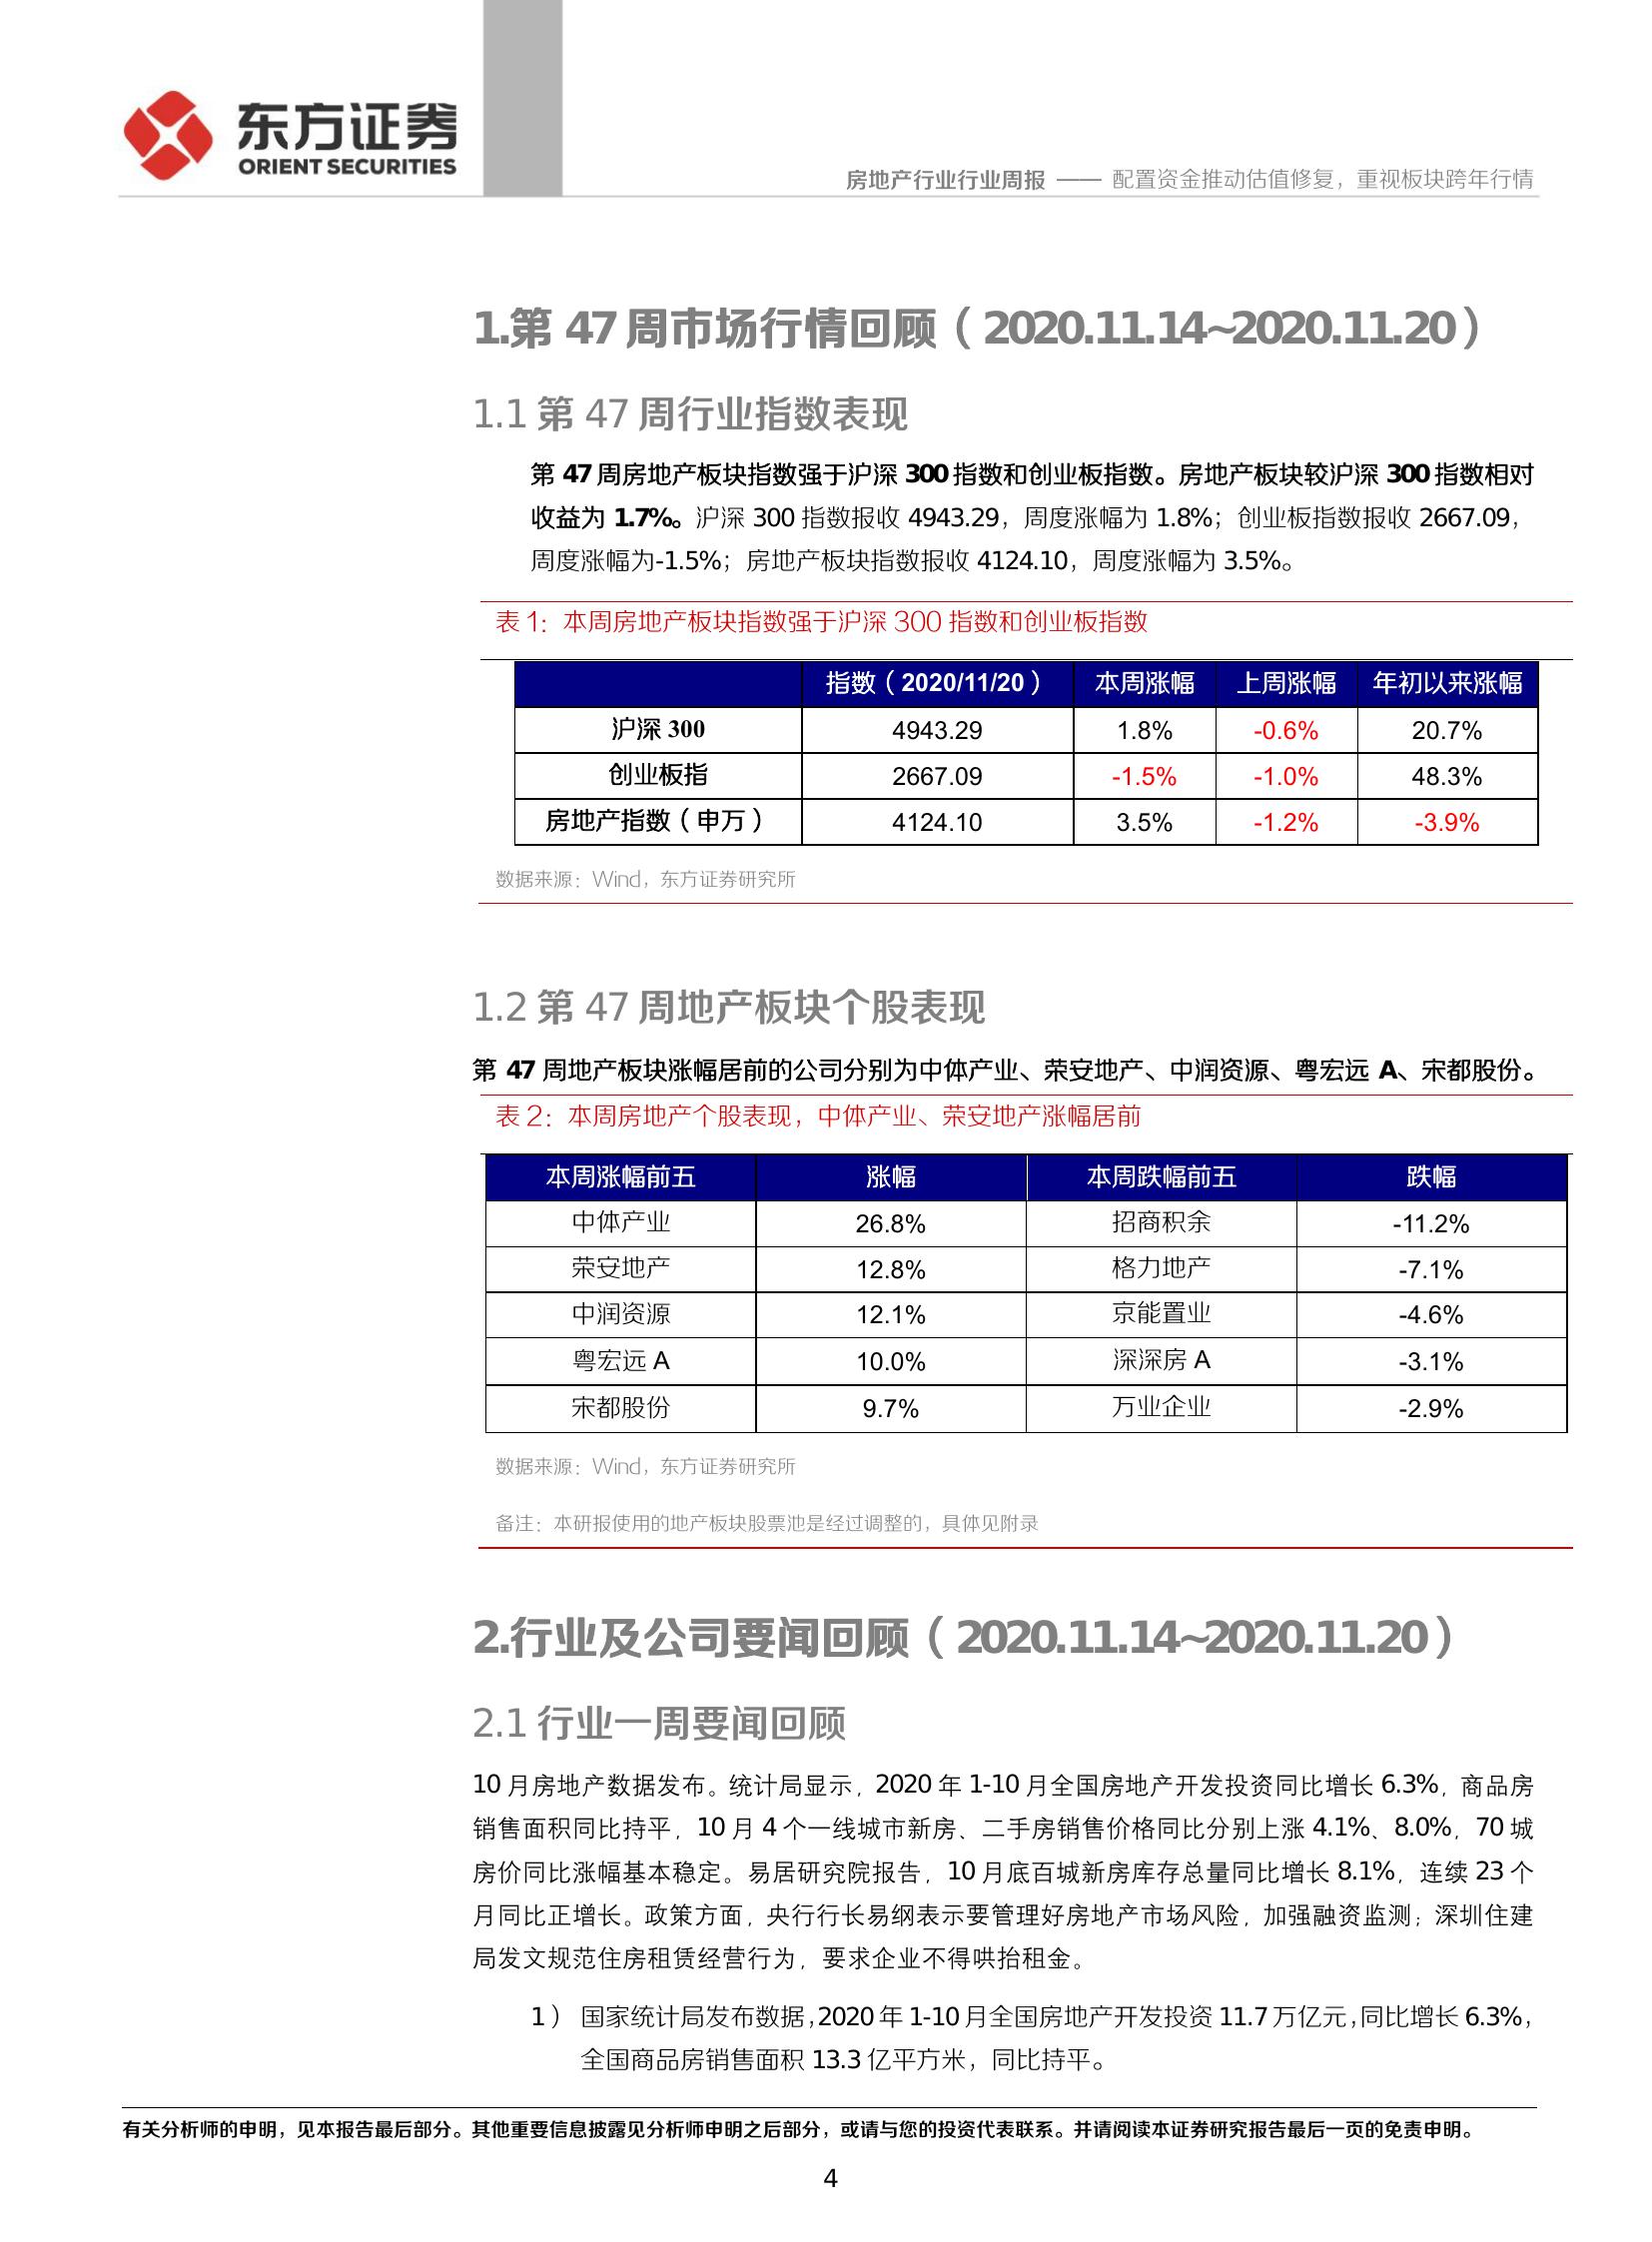 东方证券
ORIENT SECURITIES
房地产行业行业周报 —— 配置资金推动估值修复，重视板块跨年行情
1.第 47 周市场行情回顾（2020.11.14~2020.11.20）
1.1 第 47 周行业指数表现
第 47 周房地产板块指数强于沪深 300 指数和创业板指数。房地产板块较沪深 300 指数相对
收益为 1.7%。沪深 300 指数报收 4943.29，周度涨幅为 1.8%；创业板指数报收 2667.09，
周度涨幅为-1.5%；房地产板块指数报收 4124.10，周度涨幅为 3.5%。
表 1：本周房地产板块指数强于沪深 300 指数和创业板指数
指数（2020/11/20） 本周涨幅 上周涨幅 年初以来涨幅
沪深 300 4943.29 1.8% -0.6% 20.7%
创业板指 2667.09 -1.5% -1.0% 48.3%
房地产指数（申万） 4124.10 3.5% -1.2% -3.9%
数据来源：Wind，东方证券研究所
1.2 第 47 周地产板块个股表现
第 47 周地产板块涨幅居前的公司分别为中体产业、荣安地产、中润资源、粤宏远 A、宋都股份。
表 2：本周房地产个股表现，中体产业、荣安地产涨幅居前
本周涨幅前五 涨幅 本周跌幅前五 跌幅
中体产业 26.8% 招商积余 -11.2%
荣安地产 12.8% 格力地产 -7.1%
中润资源 12.1% 京能置业 -4.6%
粤宏远 A 10.0% 深深房 A -3.1%
宋都股份 9.7% 万业企业 -2.9%
数据来源：Wind，东方证券研究所
备注：本研报使用的地产板块股票池是经过调整的，具体见附录
2.行业及公司要闻回顾（2020.11.14~2020.11.20）
2.1 行业一周要闻回顾
10 月房地产数据发布。统计局显示，2020 年 1-10 月全国房地产开发投资同比增长 6.3%，商品房
销售面积同比持平，10 月 4 个一线城市新房、二手房销售价格同比分别上涨 4.1%、8.0%，70 城
房价同比涨幅基本稳定。易居研究院报告，10 月底百城新房库存总量同比增长 8.1%，连续 23 个
月同比正增长。政策方面，央行行长易纲表示要管理好房地产市场风险，加强融资监测；深圳住建
局发文规范住房租赁经营行为，要求企业不得哄抬租金。
1） 国家统计局发布数据，2020 年 1-10 月全国房地产开发投资 11.7 万亿元，同比增长 6.3%，
全国商品房销售面积 13.3 亿平方米，同比持平。
有关分析师的申明，见本报告最后部分。其他重要信息披露见分析师申明之后部分，或请与您的投资代表联系。并请阅读本证券研究报告最后一页的免责申明。
4